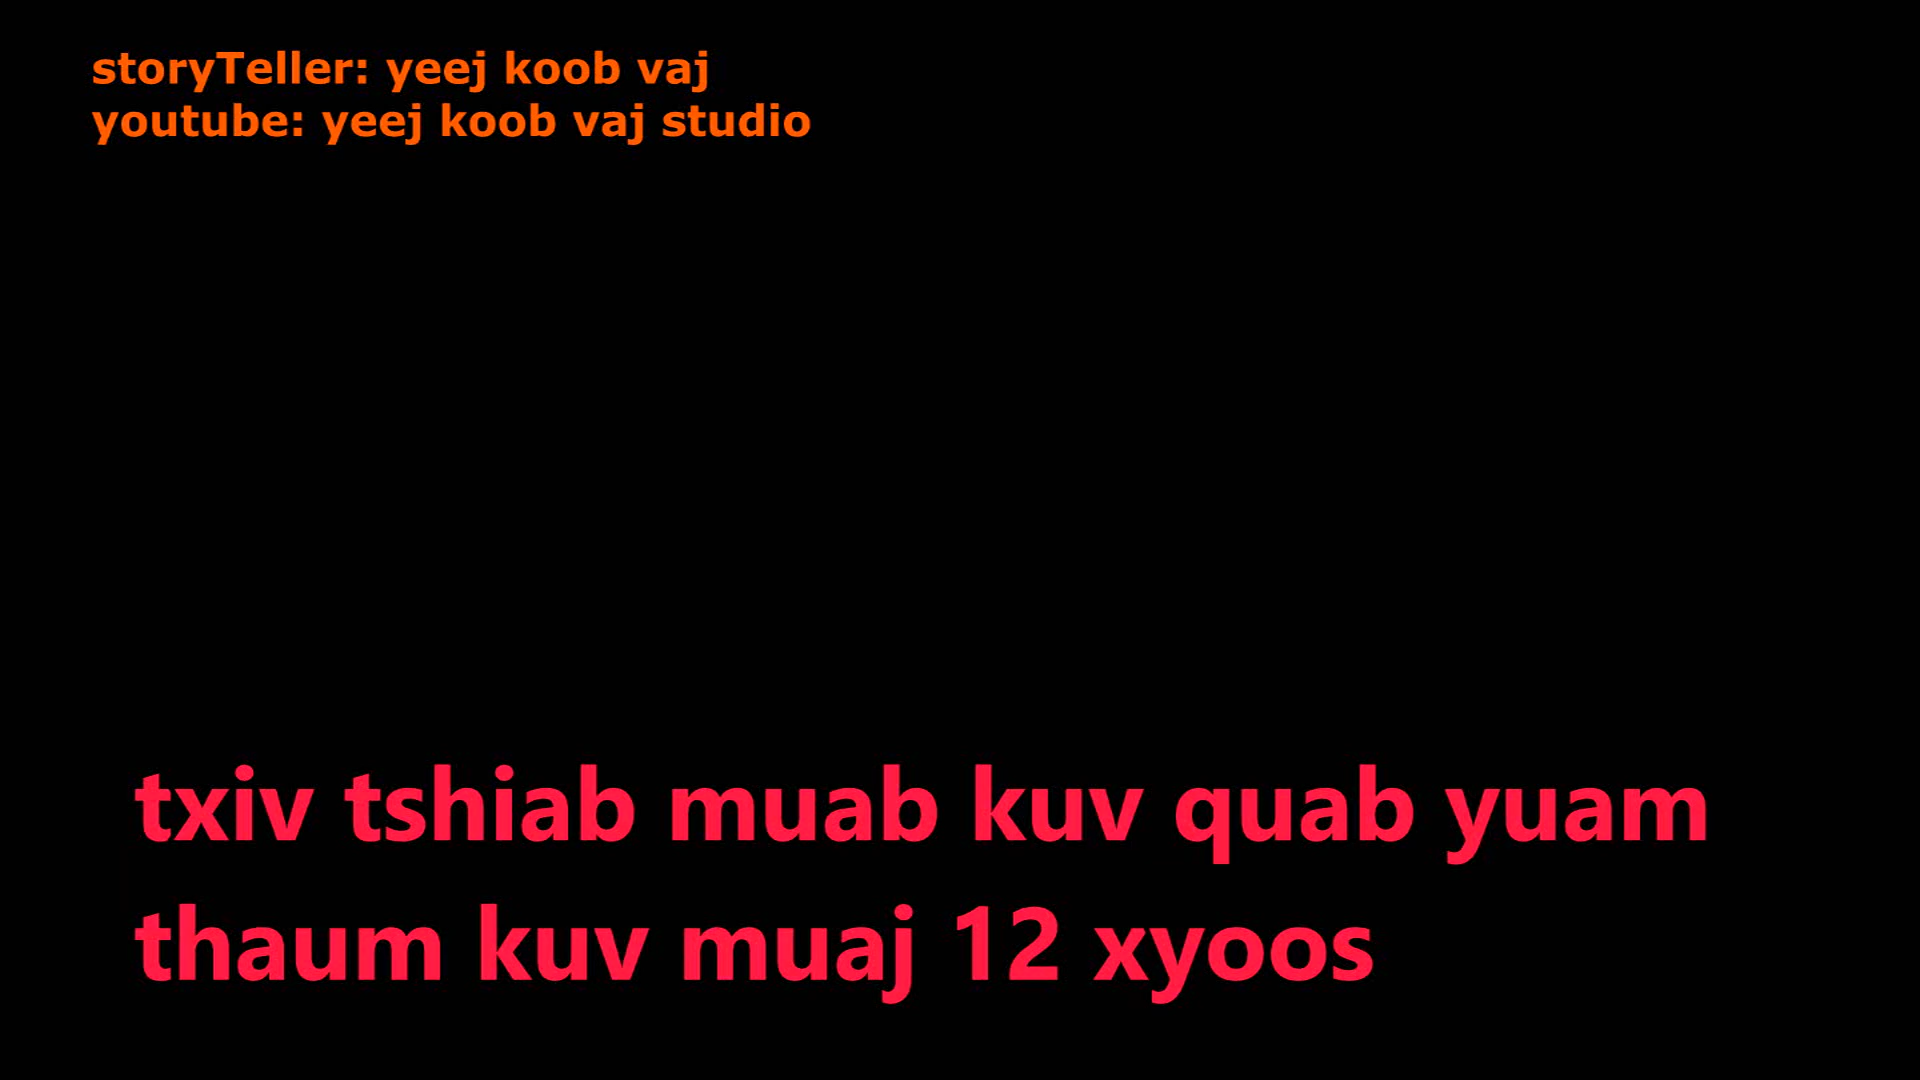 storyTeller: yeej koob vaj
youtube: yeej koob vaj studio
txiv tshiab muab kuv quab yuam
thaum kuv muaj 12 xyoos